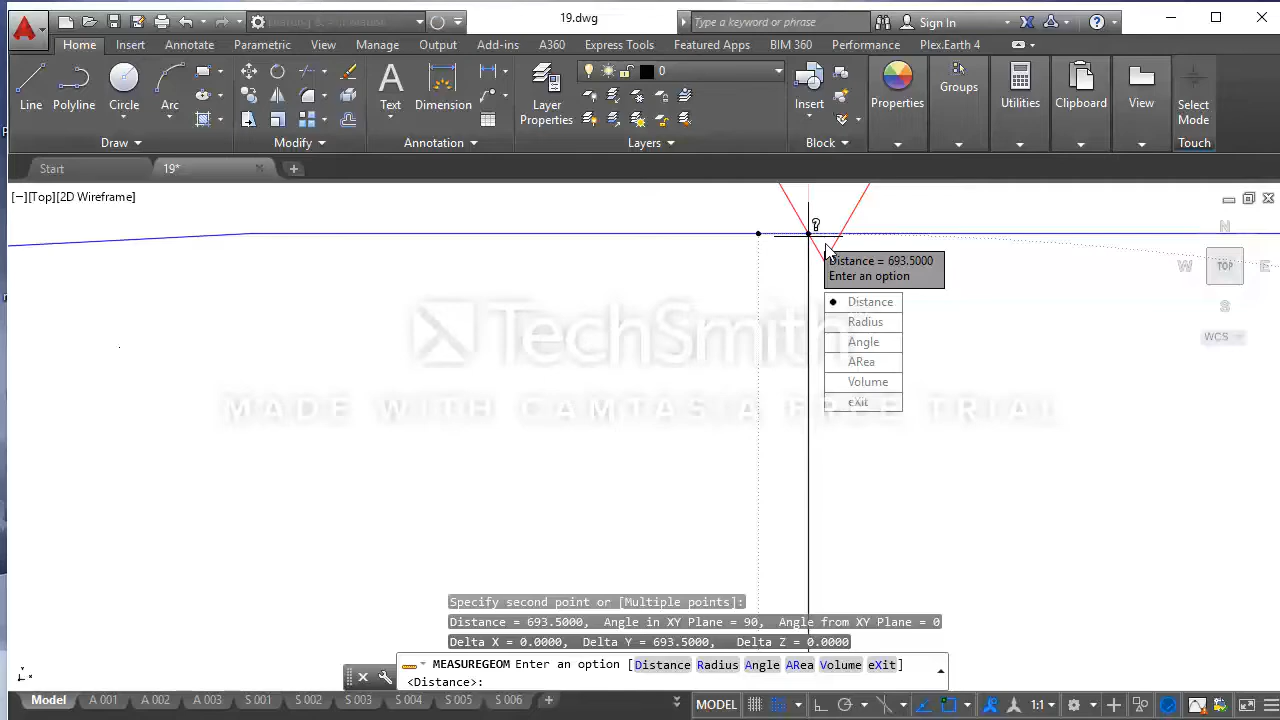 19.dwg
Type a keyword or phrase
Sign In
Home Insert Annotate Parametric View Manage Output Add-ins A360 Express Tools Featured Apps BIM 360 Performance Plex.Earth 4
Line Polyline Circle Arc Text Dimension Layer Properties 0 Insert Properties Groups Utilities Clipboard View Select Mode
Draw Modify Annotation Layers Block Touch
Start 19*
[−][Top][2D Wireframe]
N
W TOP E
S
WCS
Distance = 693.5000
Enter an option
Distance
Radius
Angle
ARea
Volume
eXit
TechSmith
MADE WITH CAMTASIA FREE TRIAL
Specify second point or [Multiple points]:
Distance = 693.5000, Angle in XY Plane = 90, Angle from XY Plane = 0
Delta X = 0.0000, Delta Y = 693.5000, Delta Z = 0.0000
MEASUREGEOM Enter an option [Distance Radius Angle ARea Volume eXit]
<Distance>:
Model A 001 A 002 A 003 S 001 S 002 S 003 S 004 S 005 S 006 MODEL 1:1